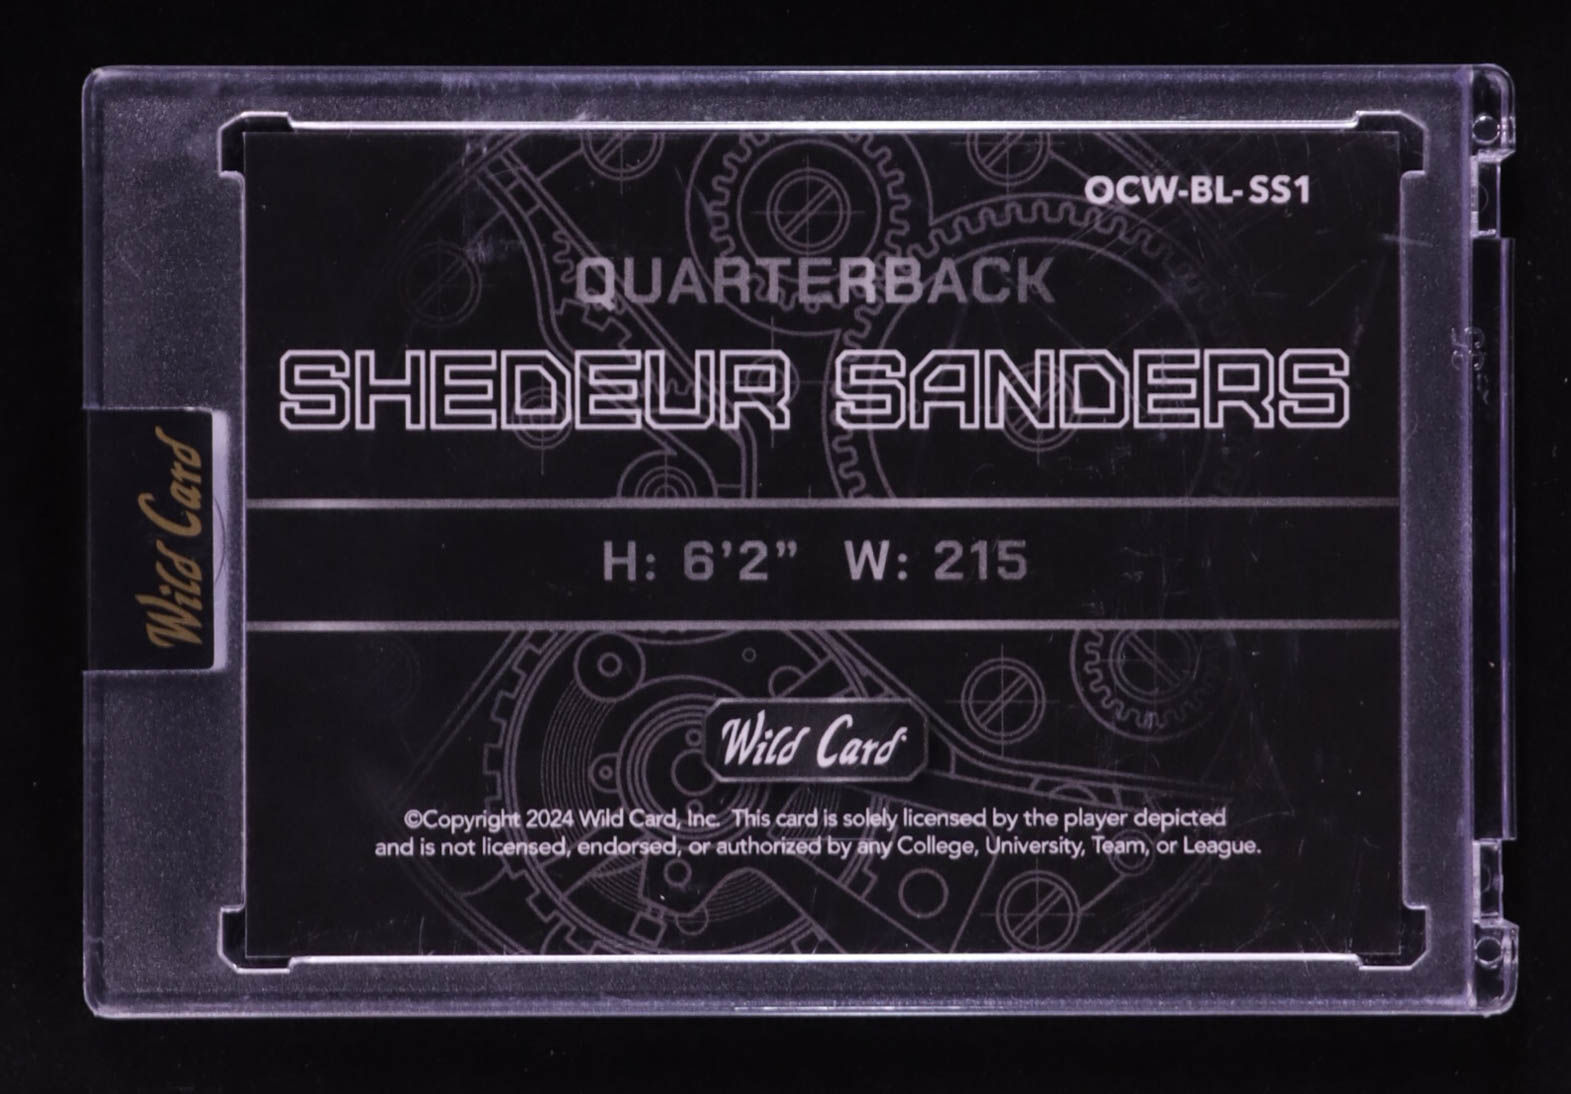 OCW-BL-SS1
QUARTERBACK
SHEDEUR SANDERS
H: 6'2" W: 215
Wild Card
Wild Card
©Copyright 2024 Wild Card, Inc. This card is solely licensed by the player depicted
and is not licensed, endorsed, or authorized by any College, University, Team, or League.